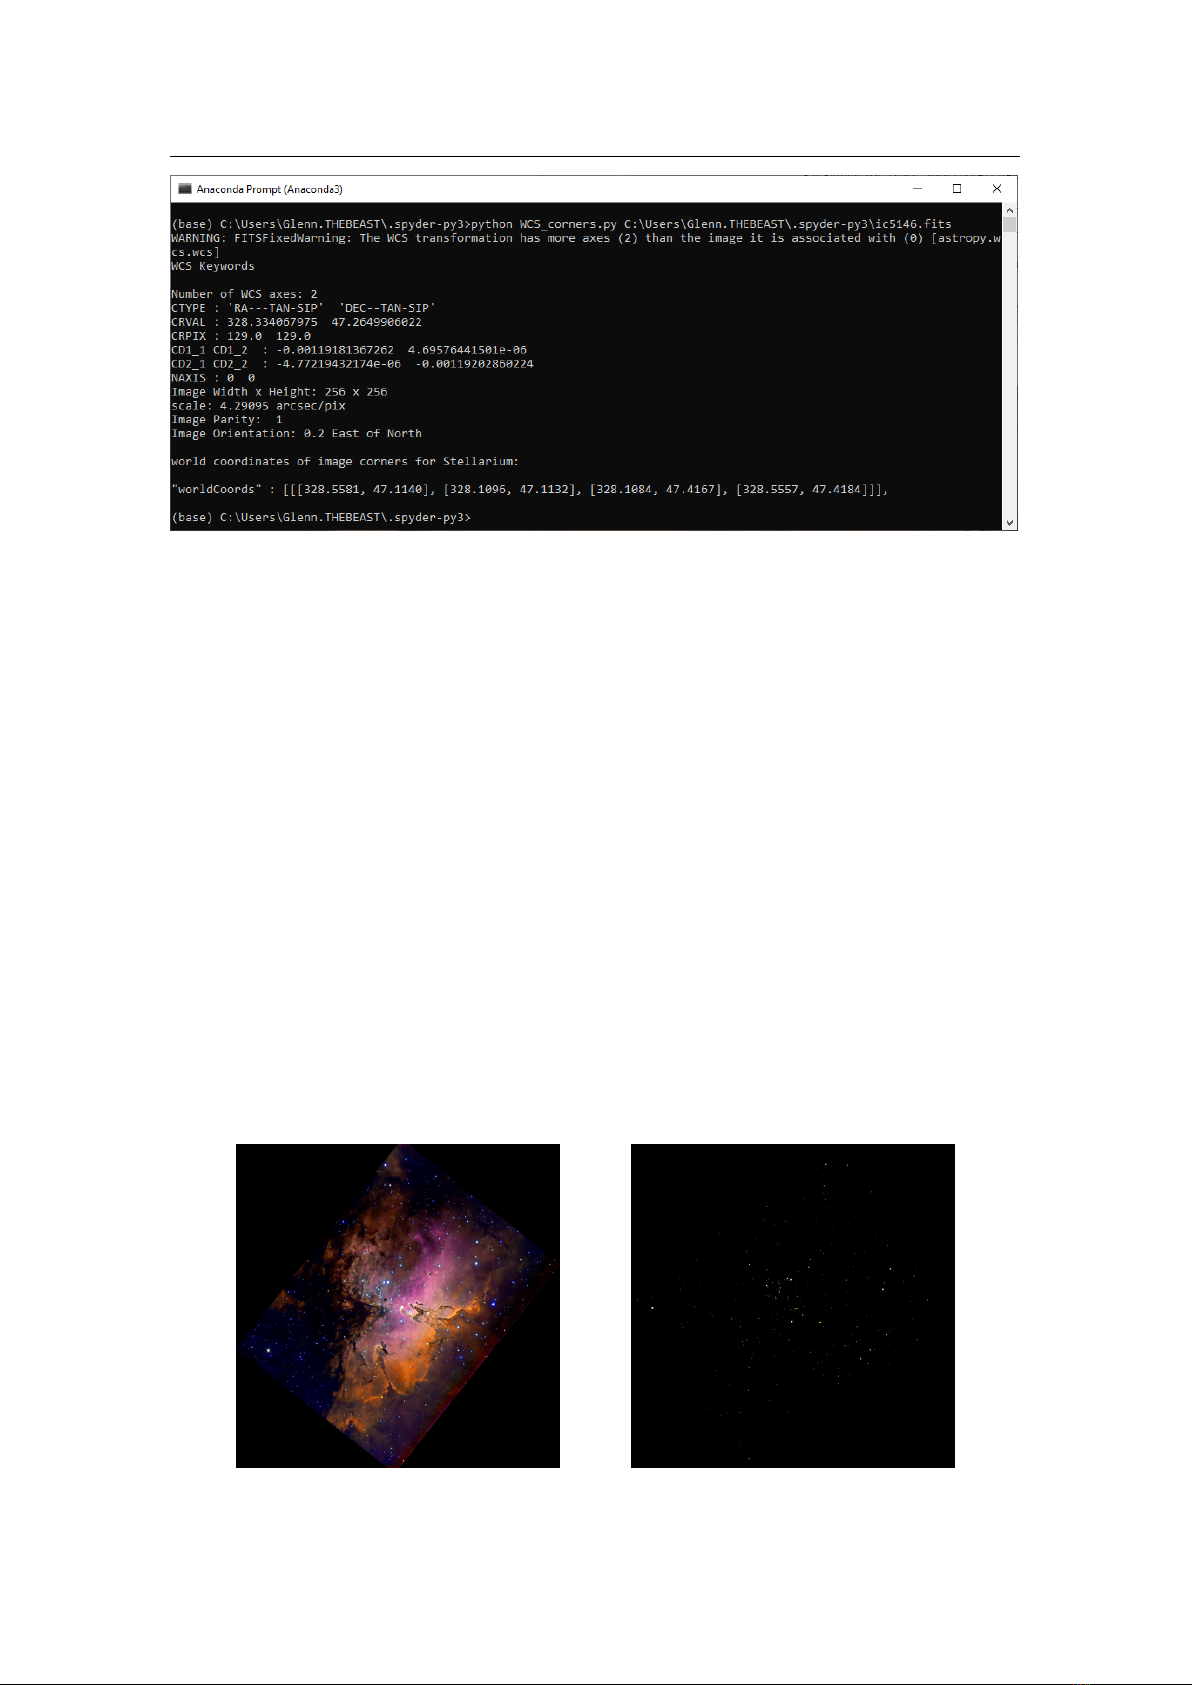 Anaconda Prompt (Anaconda3)
(base) C:\Users\Glenn.THEBEAST\.spyder-py3>python WCS_corners.py C:\Users\Glenn.THEBEAST\.spyder-py3\ic5146.fits
WARNING: FITSFixedWarning: The WCS transformation has more axes (2) than the image it is associated with (0) [astropy.w
cs.wcs]
WCS Keywords
Number of WCS axes: 2
CTYPE : 'RA---TAN-SIP'  'DEC--TAN-SIP'
CRVAL : 328.334067975  47.2649906022
CRPIX : 129.0  129.0
CD1_1 CD1_2  : -0.00119181367262  4.69576441501e-06
CD2_1 CD2_2  : -4.77219432174e-06  -0.00119202860224
NAXIS : 0  0
Image Width x Height: 256 x 256
scale: 4.29095 arcsec/pix
Image Parity:  1
Image Orientation: 0.2 East of North
world coordinates of image corners for Stellarium:
"worldCoords" : [[[328.5581, 47.1140], [328.1096, 47.1132], [328.1084, 47.4167], [328.5557, 47.4184]]],
(base) C:\Users\Glenn.THEBEAST\.spyder-py3>